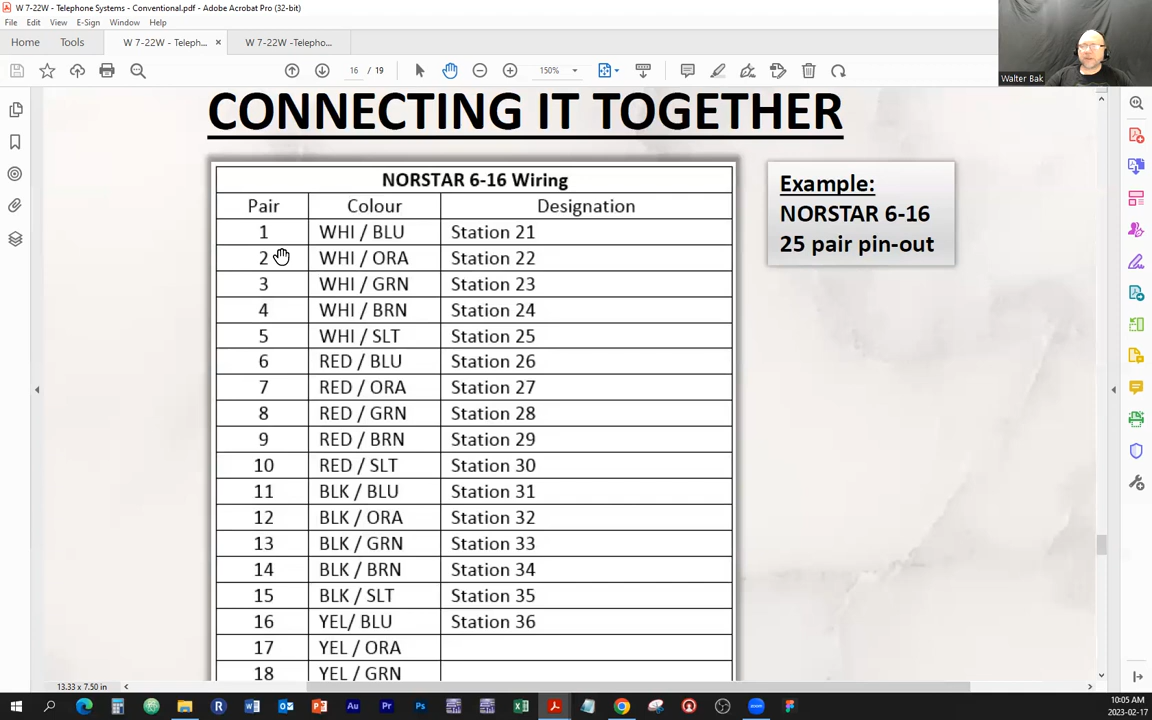 W 7-22W - Telephone Systems - Conventional.pdf - Adobe Acrobat Pro (32-bit)
File Edit View E-Sign Window Help
Home Tools W 7-22W - Teleph... × W 7-22W -Telepho...
16 / 19 150%
Walter Bak
CONNECTING IT TOGETHER
NORSTAR 6-16 Wiring
Pair Colour Designation
1 WHI / BLU Station 21
2 WHI / ORA Station 22
3 WHI / GRN Station 23
4 WHI / BRN Station 24
5 WHI / SLT Station 25
6 RED / BLU Station 26
7 RED / ORA Station 27
8 RED / GRN Station 28
9 RED / BRN Station 29
10 RED / SLT Station 30
11 BLK / BLU Station 31
12 BLK / ORA Station 32
13 BLK / GRN Station 33
14 BLK / BRN Station 34
15 BLK / SLT Station 35
16 YEL/ BLU Station 36
17 YEL / ORA
18 YEL / GRN
Example:
NORSTAR 6-16
25 pair pin-out
13.33 x 7.50 in
10:05 AM
2023-02-17